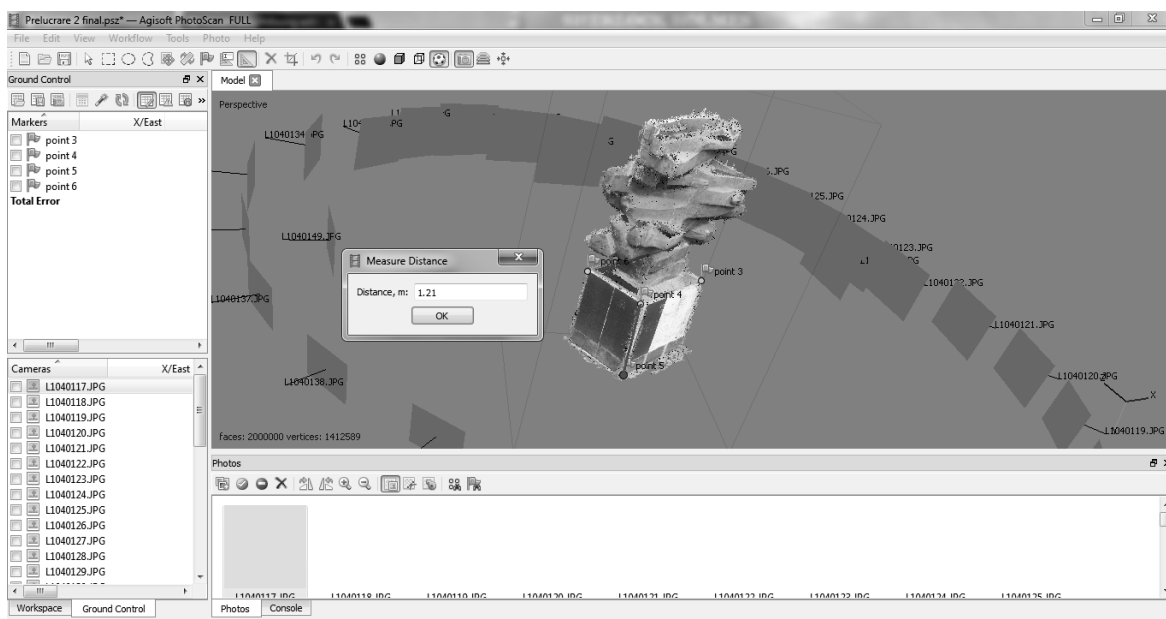 Prelucrare 2 final.psz* — Agisoft PhotoScan FULL
File Edit View Workflow Tools Photo Help
Ground Control
Model
Markers X/East
point 3
point 4
point 5
point 6
Total Error
Perspective
L1040134 JPG
JPG
L1040149.JPG
L1040137.JPG
L1040138.JPG
125.JPG
0124.JPG
0123.JPG
L1040121.JPG
L1040120.JPG
L1040119.JPG
point 6
point 3
point 4
point 5
X
Measure Distance
Distance, m: 1.21
OK
faces: 2000000 vertices: 1412589
Cameras X/East
L1040117.JPG
L1040118.JPG
L1040119.JPG
L1040120.JPG
L1040121.JPG
L1040122.JPG
L1040123.JPG
L1040124.JPG
L1040125.JPG
L1040126.JPG
L1040127.JPG
L1040128.JPG
L1040129.JPG
Workspace Ground Control
Photos
L1040117.JPG L1040118.JPG L1040119.JPG L1040120.JPG L1040121.JPG L1040122.JPG L1040123.JPG L1040124.JPG L1040125.JPG
Photos Console